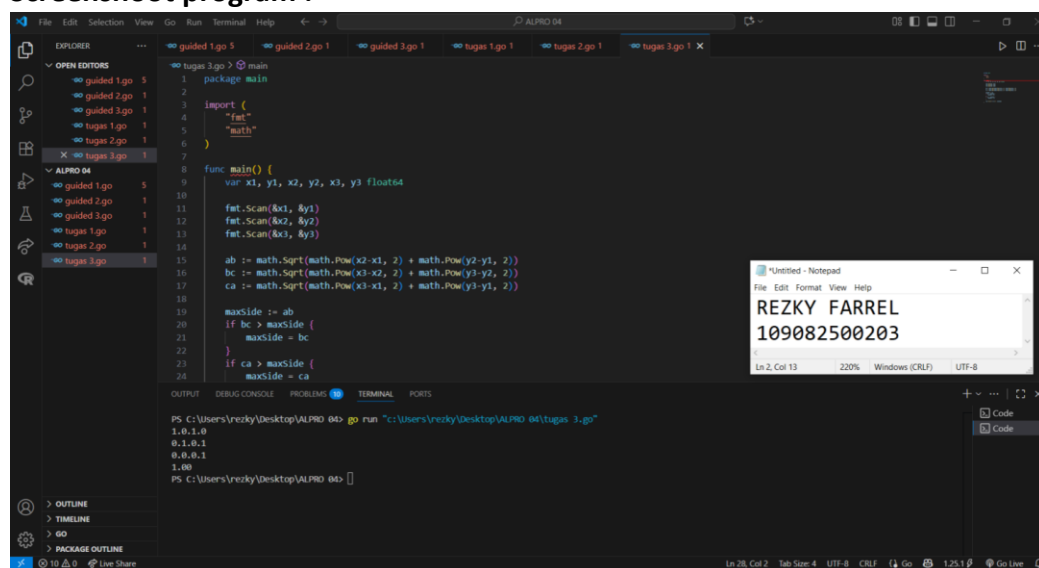 Screenshoot program :
File Edit Selection View Go Run Terminal Help
ALPRO 04
EXPLORER
OPEN EDITORS
guided 1.go 5
guided 2.go 1
guided 3.go 1
tugas 1.go 1
tugas 2.go 1
tugas 3.go 1
ALPRO 04
guided 1.go 5
guided 2.go 1
guided 3.go 1
tugas 1.go 1
tugas 2.go 1
tugas 3.go 1
OUTLINE
TIMELINE
GO
PACKAGE OUTLINE
guided 1.go 5 guided 2.go 1 guided 3.go 1 tugas 1.go 1 tugas 2.go 1 tugas 3.go 1
tugas 3.go > main
1 package main
2
3 import (
4 "fmt"
5 "math"
6 )
7
8 func main() {
9 var x1, y1, x2, y2, x3, y3 float64
10
11 fmt.Scan(&x1, &y1)
12 fmt.Scan(&x2, &y2)
13 fmt.Scan(&x3, &y3)
14
15 ab := math.Sqrt(math.Pow(x2-x1, 2) + math.Pow(y2-y1, 2))
16 bc := math.Sqrt(math.Pow(x3-x2, 2) + math.Pow(y3-y2, 2))
17 ca := math.Sqrt(math.Pow(x3-x1, 2) + math.Pow(y3-y1, 2))
18
19 maxSide := ab
20 if bc > maxSide {
21 maxSide = bc
22 }
23 if ca > maxSide {
24 maxSide = ca
*Untitled - Notepad
File Edit Format View Help
REZKY FARREL
109082500203
Ln 2, Col 13 220% Windows (CRLF) UTF-8
OUTPUT DEBUG CONSOLE PROBLEMS 10 TERMINAL PORTS
PS C:\Users\rezky\Desktop\ALPRO 04> go run "c:\Users\rezky\Desktop\ALPRO 04\tugas 3.go"
1.0.1.0
0.1.0.1
0.0.0.1
1.00
PS C:\Users\rezky\Desktop\ALPRO 04>
Code
Code
10 0 Live Share
Ln 28, Col 2 Tab Size: 4 UTF-8 CRLF Go 1.25.1 Go Live